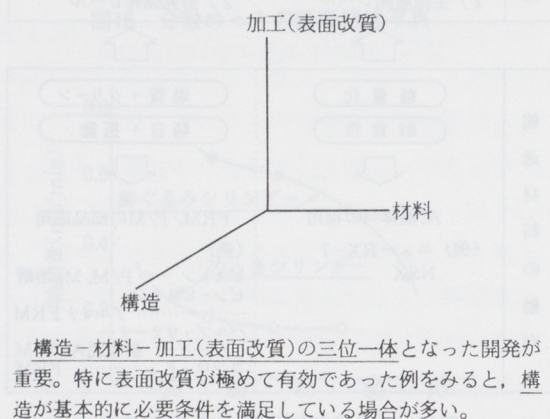 加工(表面改質)
材料
構造
構造－材料－加工(表面改質)の三位一体となった開発が
重要。特に表面改質が極めて有効であった例をみると，構
造が基本的に必要条件を満足している場合が多い。